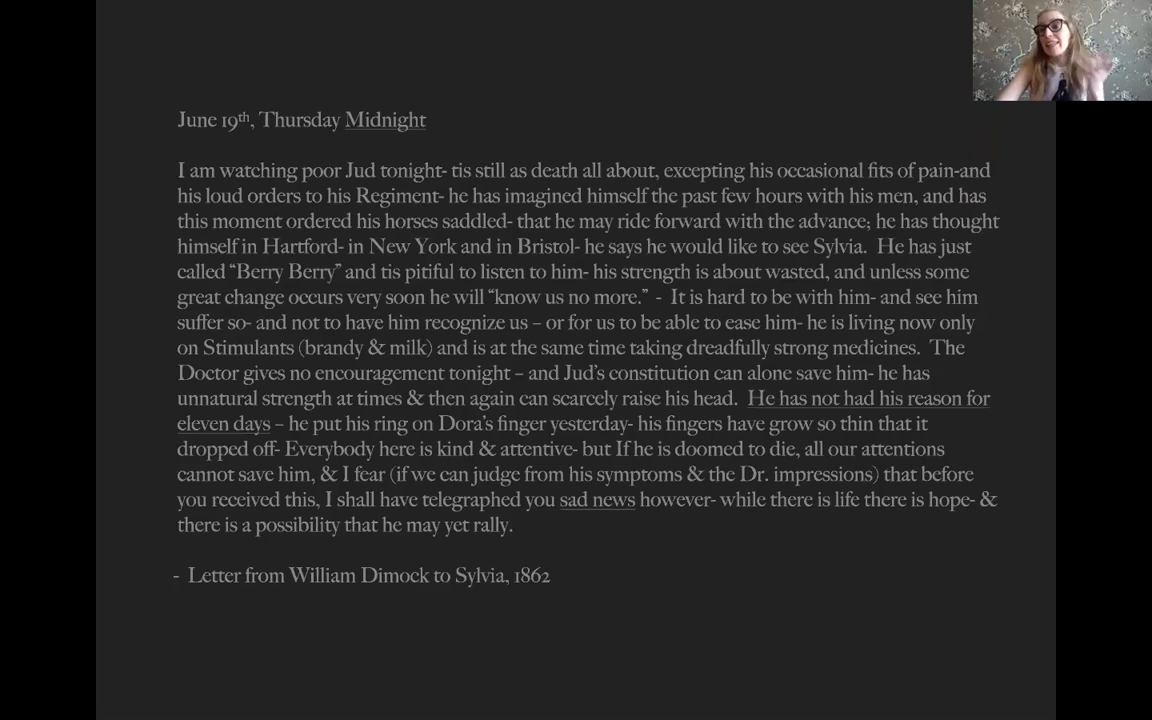 June 19th, Thursday Midnight
I am watching poor Jud tonight- tis still as death all about, excepting his occasional fits of pain-and
his loud orders to his Regiment- he has imagined himself the past few hours with his men, and has
this moment ordered his horses saddled- that he may ride forward with the advance; he has thought
himself in Hartford- in New York and in Bristol- he says he would like to see Sylvia.  He has just
called “Berry Berry” and tis pitiful to listen to him- his strength is about wasted, and unless some
great change occurs very soon he will “know us no more.”  -  It is hard to be with him- and see him
suffer so- and not to have him recognize us – or for us to be able to ease him- he is living now only
on Stimulants (brandy & milk) and is at the same time taking dreadfully strong medicines.  The
Doctor gives no encouragement tonight – and Jud’s constitution can alone save him- he has
unnatural strength at times & then again can scarcely raise his head.  He has not had his reason for
eleven days – he put his ring on Dora’s finger yesterday- his fingers have grow so thin that it
dropped off- Everybody here is kind & attentive- but If he is doomed to die, all our attentions
cannot save him, & I fear (if we can judge from his symptoms & the Dr. impressions) that before
you received this, I shall have telegraphed you sad news however- while there is life there is hope- &
there is a possibility that he may yet rally.
- Letter from William Dimock to Sylvia, 1862